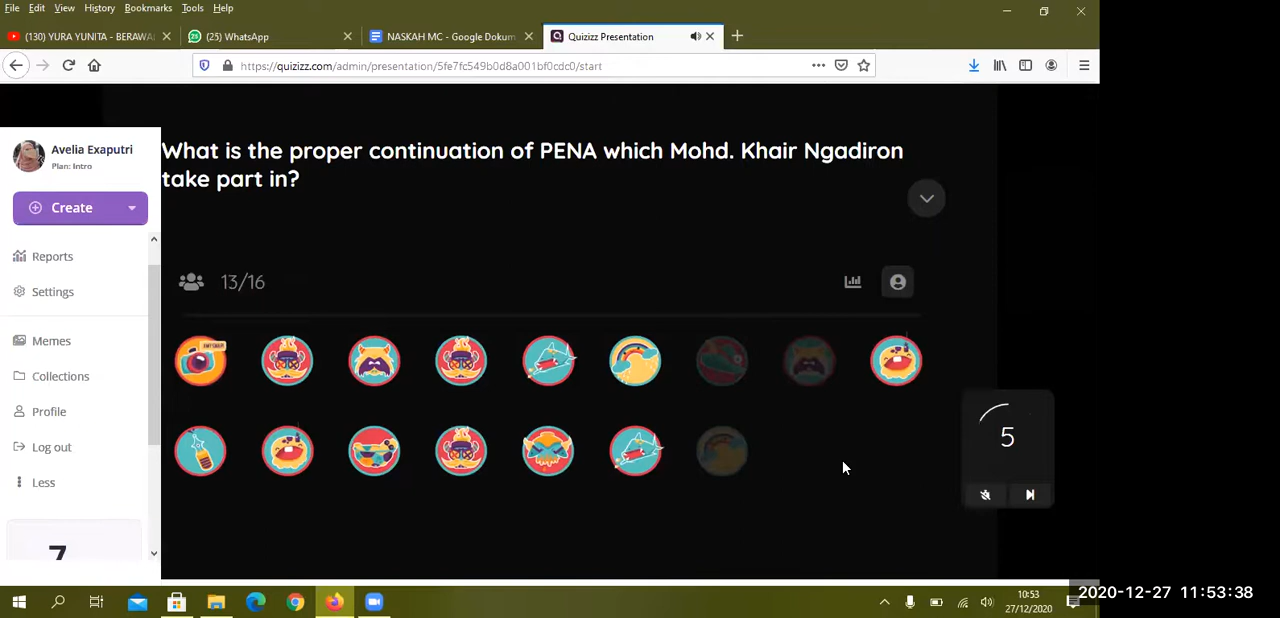 File Edit View History Bookmarks Tools Help
(130) YURA YUNITA - BERAWA
(25) WhatsApp
NASKAH MC - Google Dokum
Quizizz Presentation
https://quizizz.com/admin/presentation/5fe7fc549b0d8a001bf0cdc0/start
Avelia Exaputri
Plan: Intro
Create
Reports
Settings
Memes
Collections
Profile
Log out
Less
7
What is the proper continuation of PENA which Mohd. Khair Ngadiron
take part in?
13/16
5
10:53
27/12/2020
2020-12-27 11:53:38